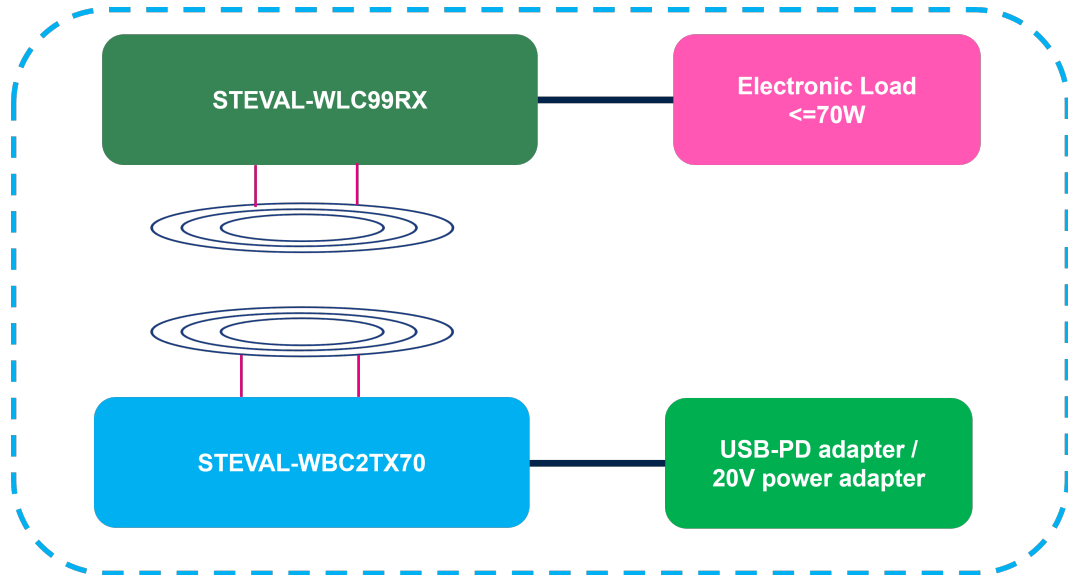 STEVAL-WLC99RX
Electronic Load
<=70W
STEVAL-WBC2TX70
USB-PD adapter /
20V power adapter